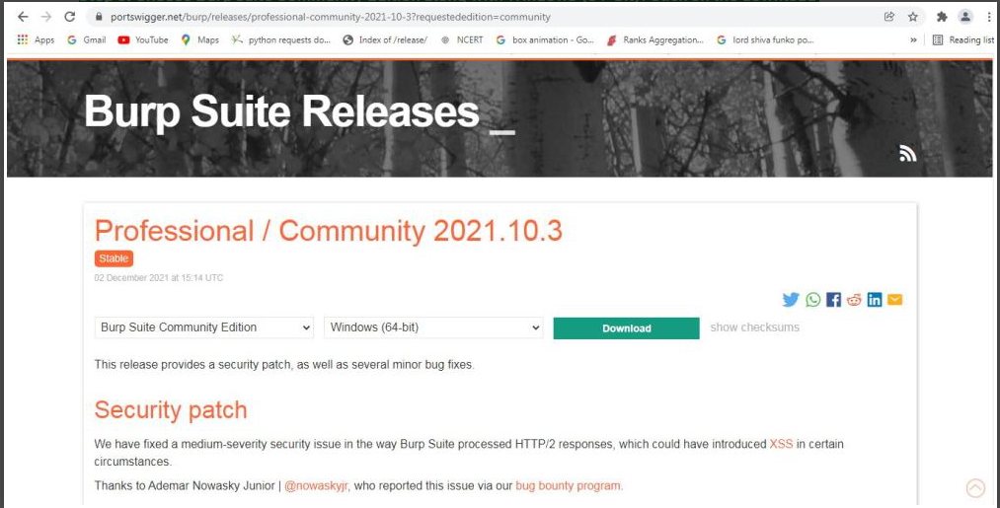 portswigger.net/burp/releases/professional-community-2021-10-3?requestededition=community
Apps Gmail YouTube Maps python requests do... Index of /release/ NCERT box animation - Go... Ranks Aggregation... lord shiva funko po... » Reading list
Burp Suite Releases _
Professional / Community 2021.10.3
Stable
02 December 2021 at 15:14 UTC
Burp Suite Community Edition Windows (64-bit) Download show checksums
This release provides a security patch, as well as several minor bug fixes.
Security patch
We have fixed a medium-severity security issue in the way Burp Suite processed HTTP/2 responses, which could have introduced XSS in certain
circumstances.
Thanks to Ademar Nowasky Junior | @nowaskyjr, who reported this issue via our bug bounty program.